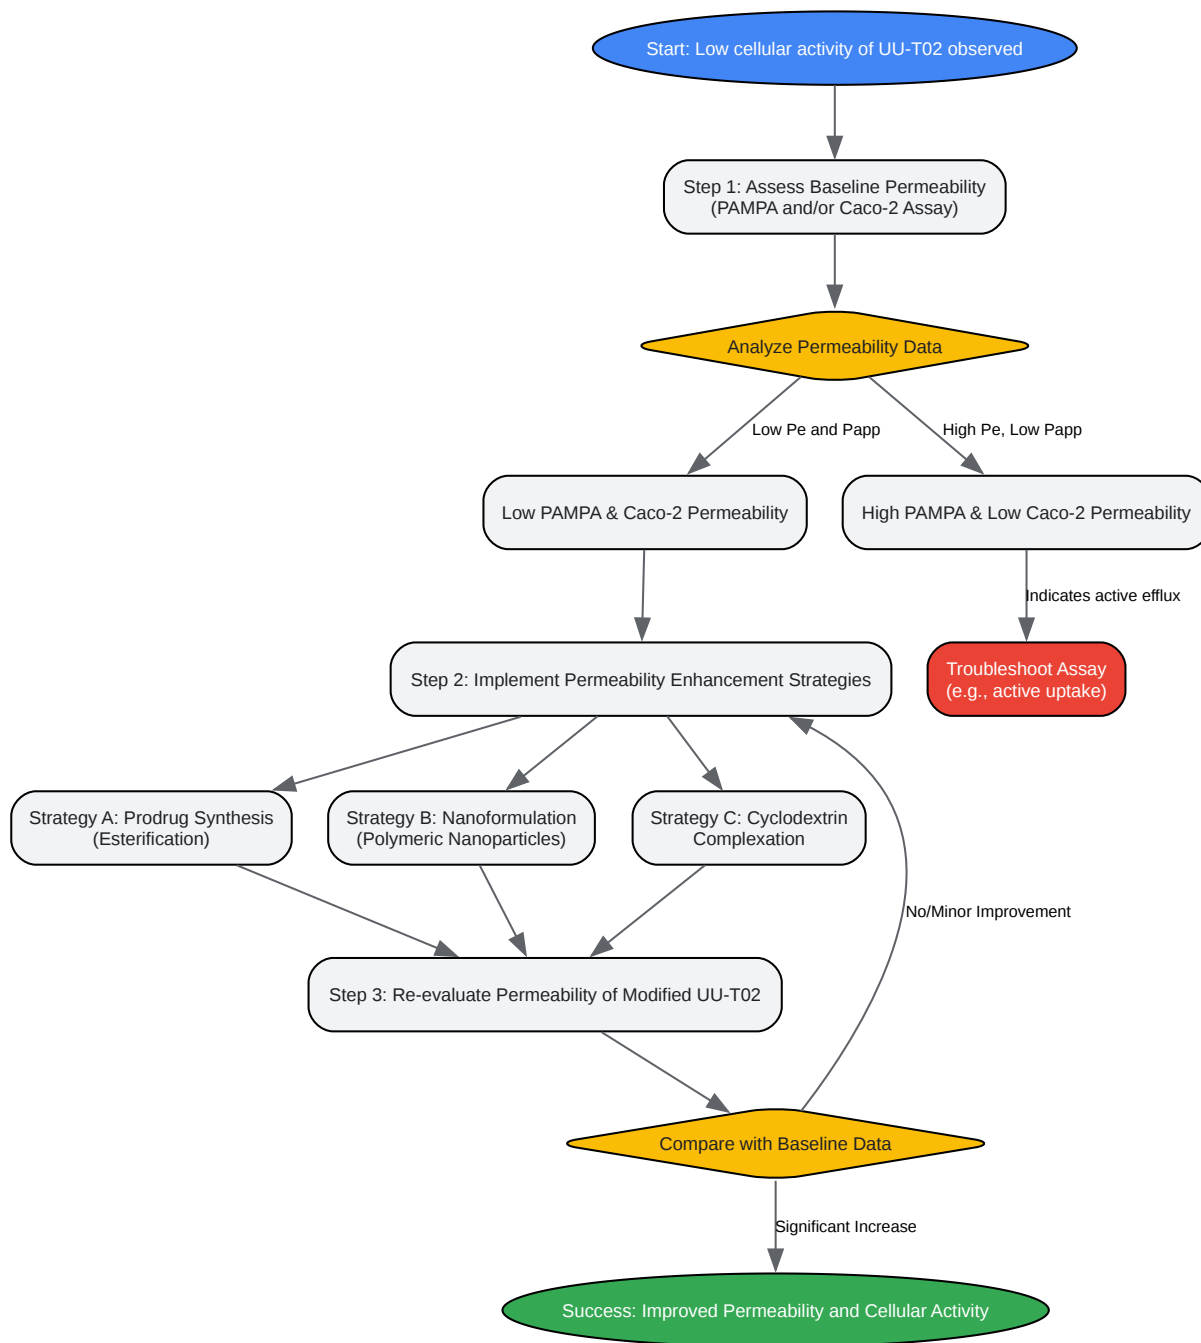 Start: Low cellular activity of UU-T02 observed
Step 1: Assess Baseline Permeability
(PAMPA and/or Caco-2 Assay)
Analyze Permeability Data
Low Pe and Papp
High Pe, Low Papp
Low PAMPA & Caco-2 Permeability
High PAMPA & Low Caco-2 Permeability
Indicates active efflux
Step 2: Implement Permeability Enhancement Strategies
Troubleshoot Assay
(e.g., active uptake)
Strategy A: Prodrug Synthesis
(Esterification)
Strategy B: Nanoformulation
(Polymeric Nanoparticles)
Strategy C: Cyclodextrin
Complexation
No/Minor Improvement
Step 3: Re-evaluate Permeability of Modified UU-T02
Compare with Baseline Data
Significant Increase
Success: Improved Permeability and Cellular Activity